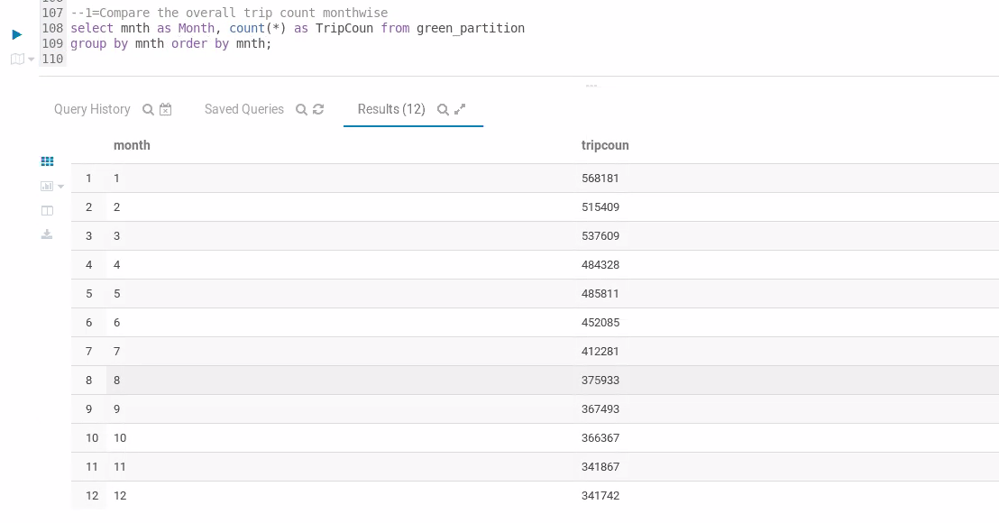 107 --1=Compare the overall trip count monthwise
108 select mnth as Month, count(*) as TripCoun from green_partition
109 group by mnth order by mnth;
110
Query History Saved Queries Results (12)
month tripcoun
1 1 568181
2 2 515409
3 3 537609
4 4 484328
5 5 485811
6 6 452085
7 7 412281
8 8 375933
9 9 367493
10 10 366367
11 11 341867
12 12 341742